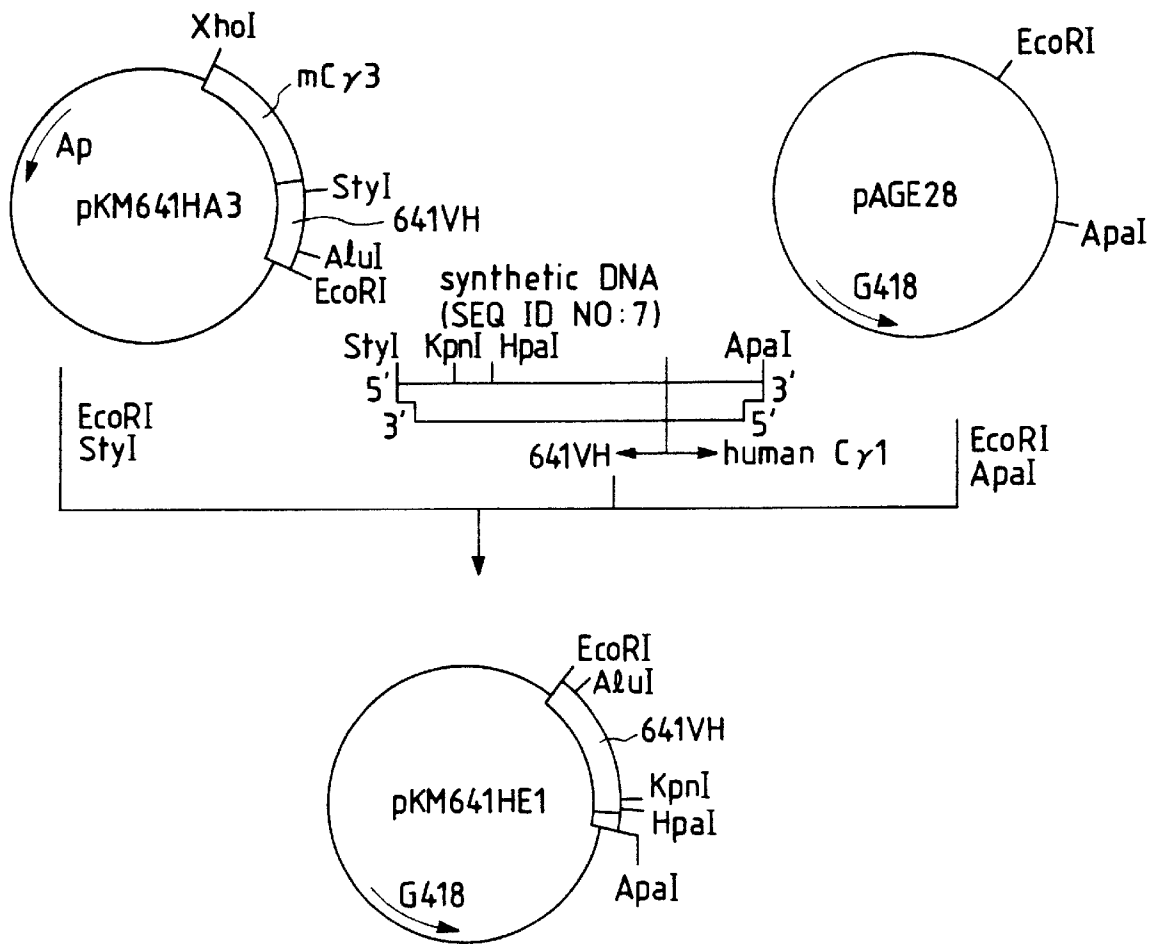 XhoI
mCγ3
Ap
pKM641HA3
StyI
641VH
AluI
EcoRI
EcoRI
pAGE28
ApaI
G418
synthetic DNA
(SEQ ID NO:7)
StyI KpnI HpaI ApaI
5' 3'
3' 5'
641VH human Cγ1
EcoRI
StyI
EcoRI
ApaI
EcoRI
AluI
641VH
pKM641HE1
KpnI
HpaI
ApaI
G418